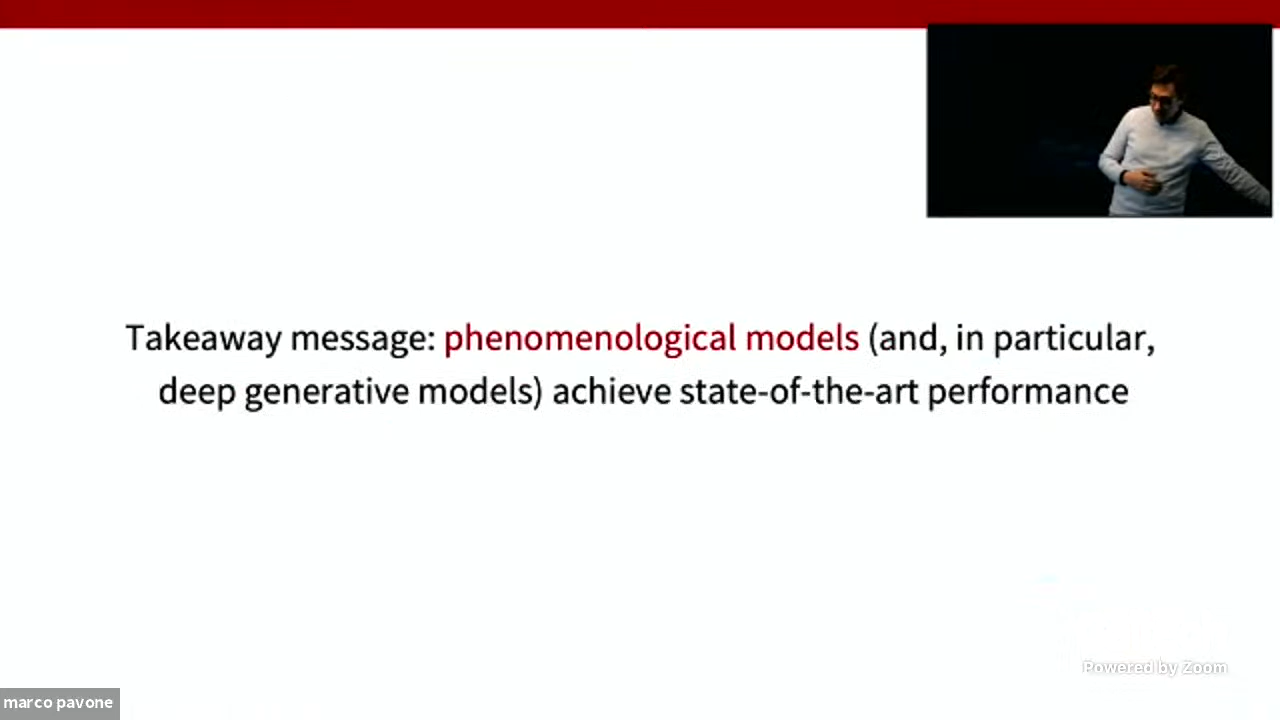 Takeaway message: phenomenological models (and, in particular,
deep generative models) achieve state-of-the-art performance
Powered by Zoom
marco pavone